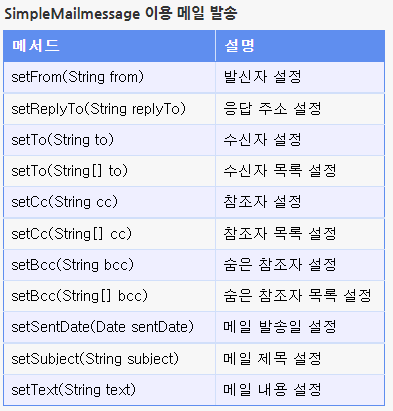 SimpleMailmessage 이용 메일 발송
메서드 설명
setFrom(String from) 발신자 설정
setReplyTo(String replyTo) 응답 주소 설정
setTo(String to) 수신자 설정
setTo(String[] to) 수신자 목록 설정
setCc(String cc) 참조자 설정
setCc(String[] cc) 참조자 목록 설정
setBcc(String bcc) 숨은 참조자 설정
setBcc(String[] bcc) 숨은 참조자 목록 설정
setSentDate(Date sentDate) 메일 발송일 설정
setSubject(String subject) 메일 제목 설정
setText(String text) 메일 내용 설정